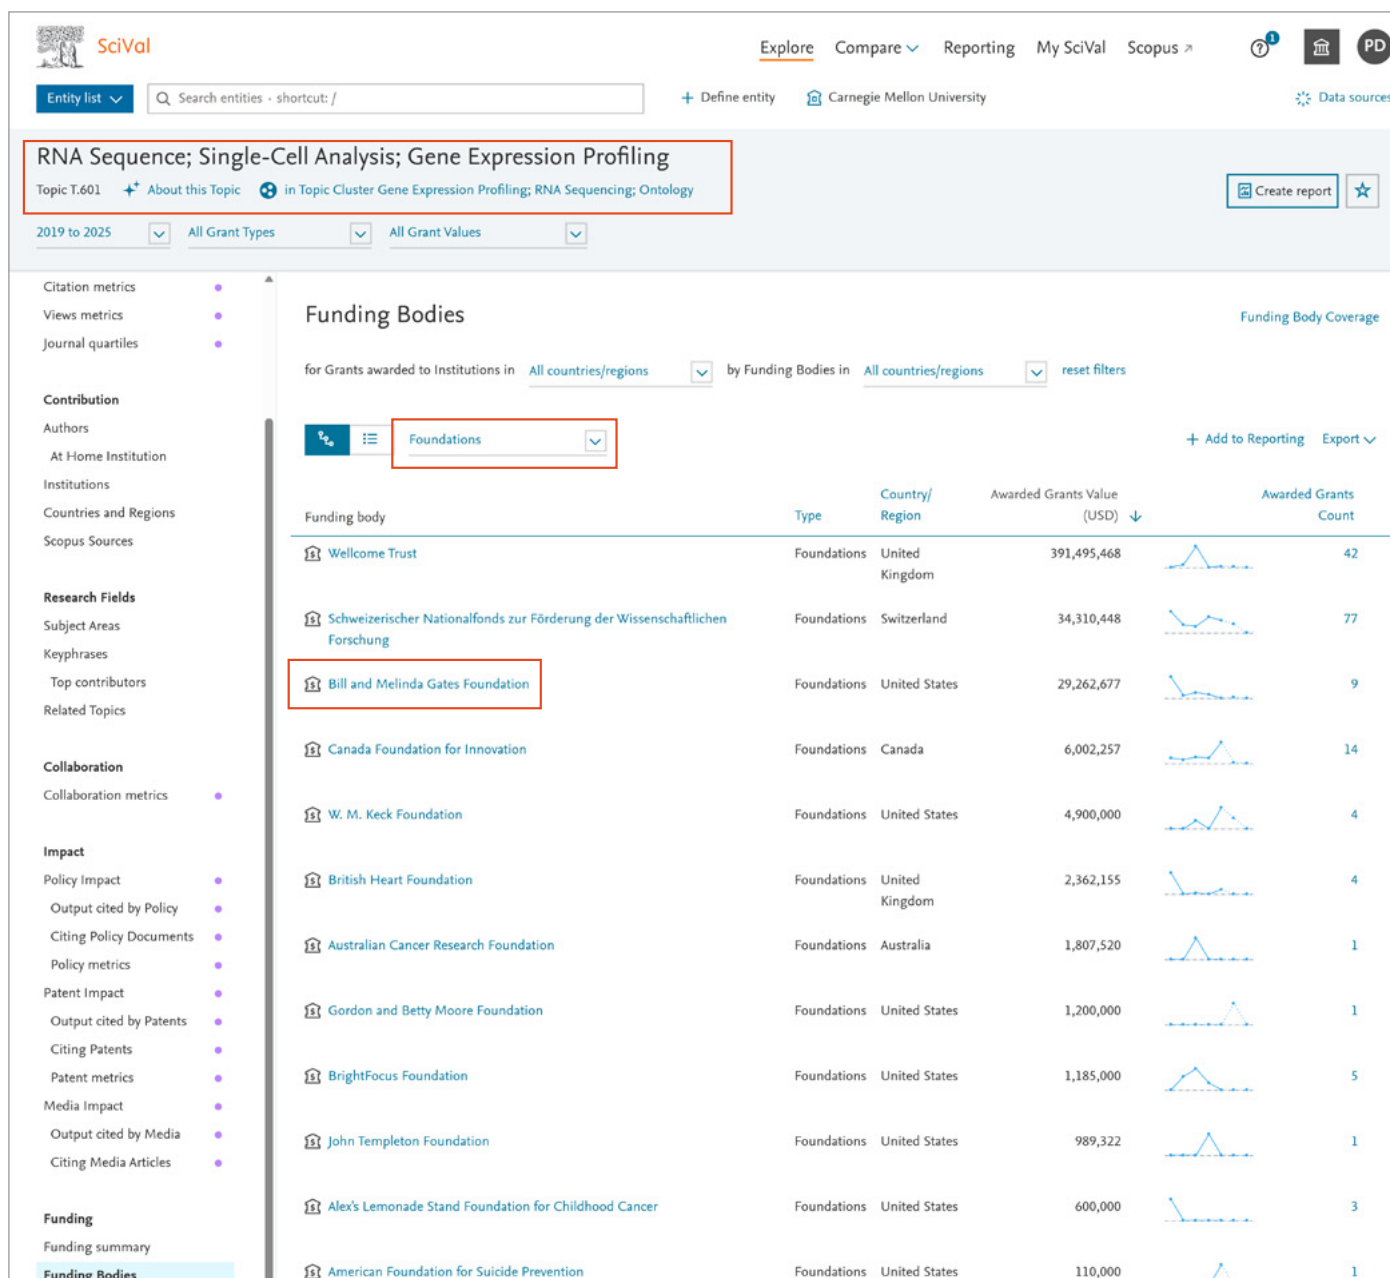 SciVal
Explore Compare Reporting My SciVal Scopus 1 PD
Entity list Search entities · shortcut: / + Define entity Carnegie Mellon University Data sources
RNA Sequence; Single-Cell Analysis; Gene Expression Profiling
Topic T.601 About this Topic in Topic Cluster Gene Expression Profiling; RNA Sequencing; Ontology
Create report
2019 to 2025 All Grant Types All Grant Values
Citation metrics
Views metrics
Journal quartiles
Contribution
Authors
At Home Institution
Institutions
Countries and Regions
Scopus Sources
Research Fields
Subject Areas
Keyphrases
Top contributors
Related Topics
Collaboration
Collaboration metrics
Impact
Policy Impact
Output cited by Policy
Citing Policy Documents
Policy metrics
Patent Impact
Output cited by Patents
Citing Patents
Patent metrics
Media Impact
Output cited by Media
Citing Media Articles
Funding
Funding summary
Funding Bodies
Funding Bodies
Funding Body Coverage
for Grants awarded to Institutions in All countries/regions by Funding Bodies in All countries/regions reset filters
Foundations
+ Add to Reporting Export
Funding body Type Country/ Region Awarded Grants Value (USD) Awarded Grants Count
Wellcome Trust Foundations United Kingdom 391,495,468 42
Schweizerischer Nationalfonds zur Förderung der Wissenschaftlichen Forschung Foundations Switzerland 34,310,448 77
Bill and Melinda Gates Foundation Foundations United States 29,262,677 9
Canada Foundation for Innovation Foundations Canada 6,002,257 14
W. M. Keck Foundation Foundations United States 4,900,000 4
British Heart Foundation Foundations United Kingdom 2,362,155 4
Australian Cancer Research Foundation Foundations Australia 1,807,520 1
Gordon and Betty Moore Foundation Foundations United States 1,200,000 1
BrightFocus Foundation Foundations United States 1,185,000 5
John Templeton Foundation Foundations United States 989,322 1
Alex's Lemonade Stand Foundation for Childhood Cancer Foundations United States 600,000 3
American Foundation for Suicide Prevention Foundations United States 110,000 1